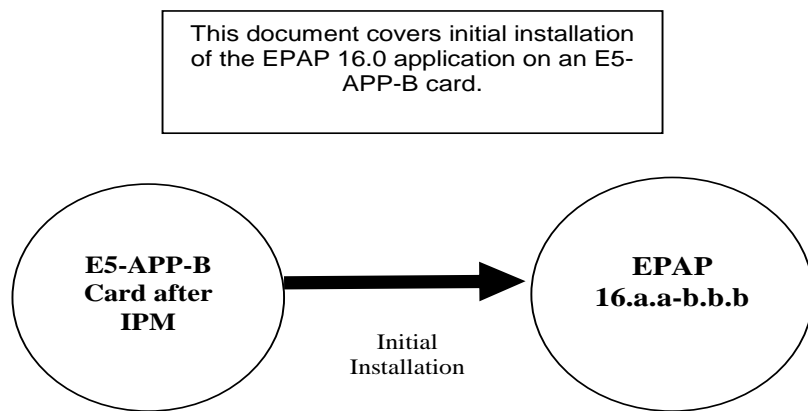 This document covers initial installation
of the EPAP 16.0 application on an E5-
APP-B card.
E5-APP-B
Card after
IPM
Initial
Installation
EPAP
16.a.a-b.b.b